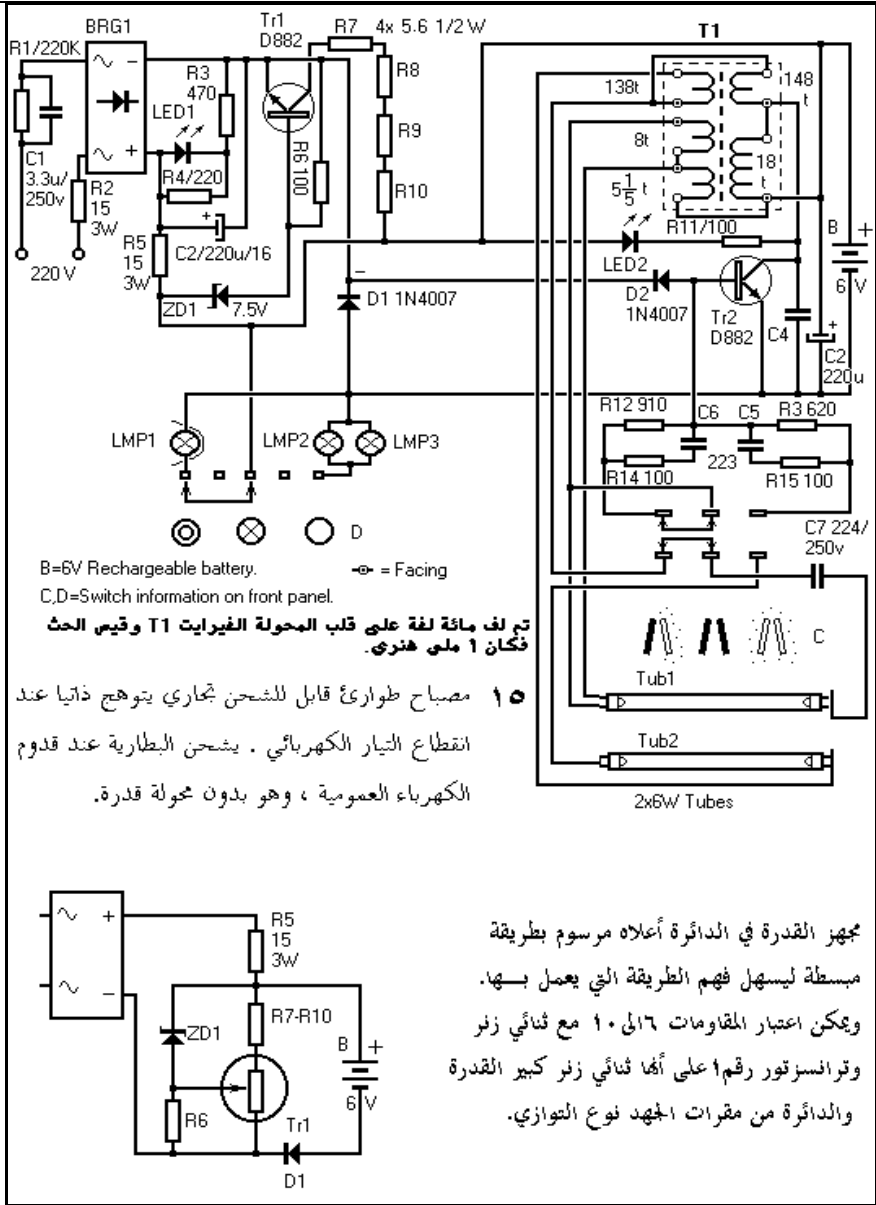 BRG1
Tr1
D882
R7 4x 5.6 1/2 W
T1
R1/220K
R3
470
LED1
R8
138t
148
t
R9
8t
R6 100
C1
3.3u/
250v
R2
15
3W
R4/220
R10
18
t
5 1/5 t
R11/100
B
6 V
220 V
R5
15
3W
C2/220u/16
LED2
ZD1 7.5V
D1 1N4007
D2
1N4007
Tr2
D882
C4
C2
220u
LMP1
LMP2
LMP3
R12 910
C6
C5
R3 620
223
R14 100
R15 100
D
C7 224/
250v
B=6V Rechargeable battery.
= Facing
C,D=Switch information on front panel.
تم لف مائة لفة على قلب المحولة الفيرايت T1 وقيس الحث
فكان 1 ملي هنري.
C
Tub1
Tub2
2x6W Tubes
١٥ مصباح طوارئ قابل للشحن تجاري يتوهج ذاتيا عند
انقطاع التيار الكهربائي . يشحن البطارية عند قدوم
الكهرباء العمومية ، وهو بدون محولة قدرة.
R5
15
3W
ZD1
R7-R10
B
6 V
R6
Tr1
D1
مجهز القدرة في الدائرة أعلاه مرسوم بطريقة
مبسطة ليسهل فهم الطريقة التي يعمل بـــها.
ويمكن اعتبار المقاومات ٦الى١٠ مع ثنائي زنر
وترانسزتور رقم١ على أنها ثنائي زنر كبير القدرة
والدائرة من مقرات الجهد نوع التوازي.